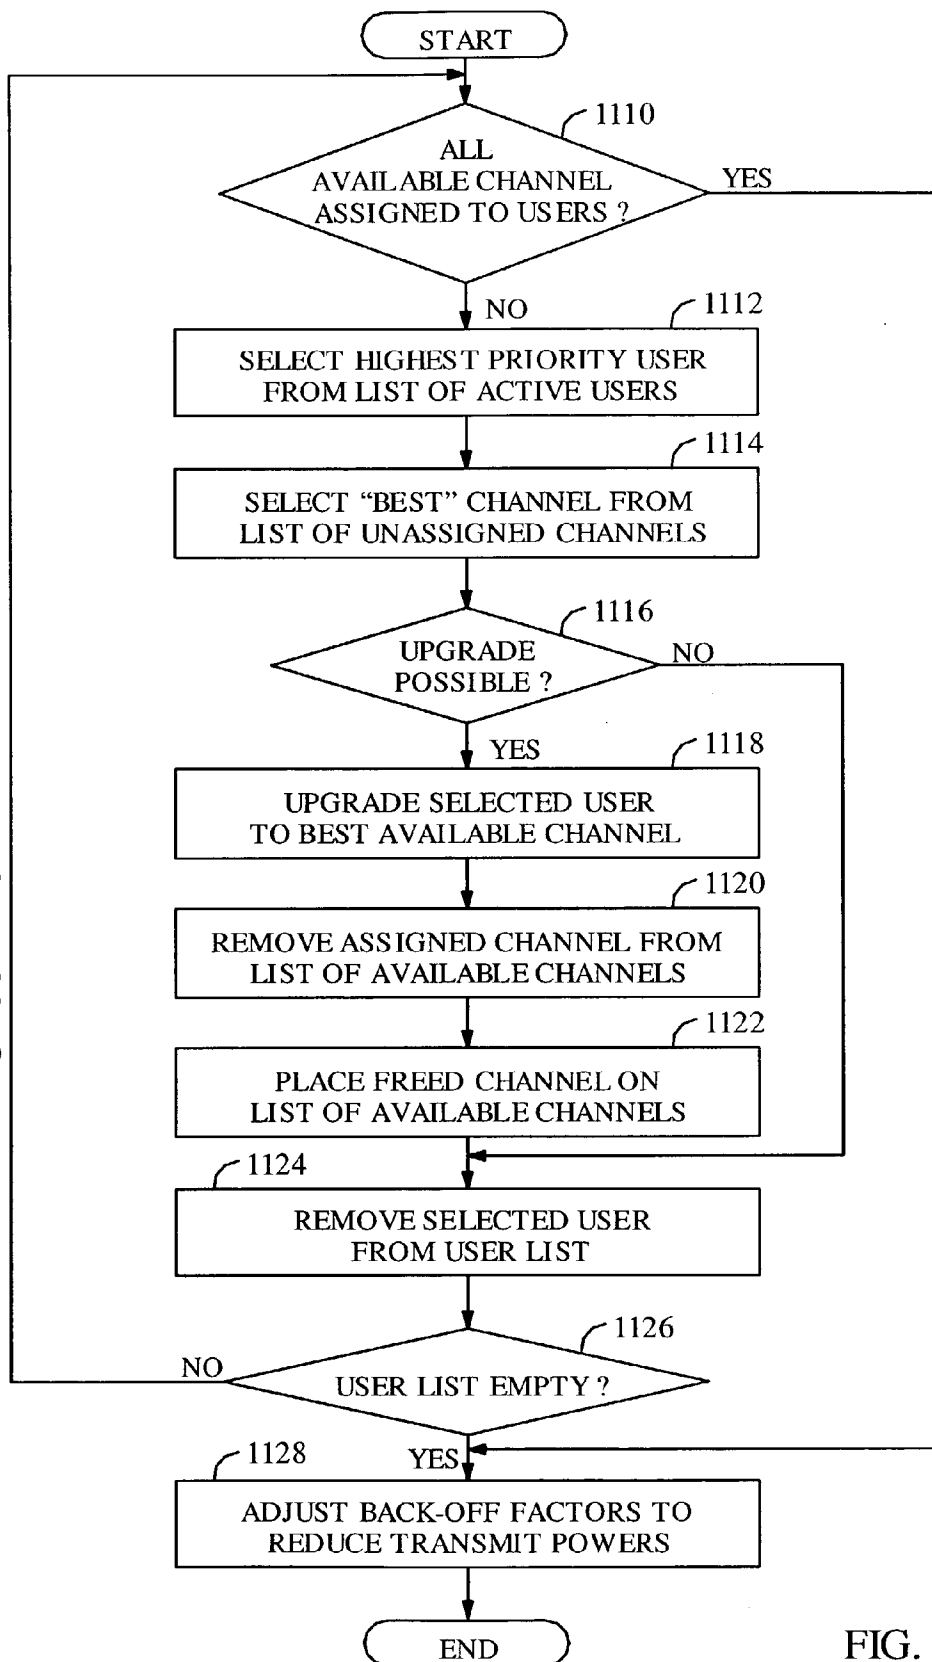 START
1110
ALL
AVAILABLE CHANNEL
ASSIGNED TO USERS ?
YES
NO
1112
SELECT HIGHEST PRIORITY USER
FROM LIST OF ACTIVE USERS
1114
SELECT “BEST” CHANNEL FROM
LIST OF UNASSIGNED CHANNELS
1116
UPGRADE
POSSIBLE ?
NO
YES
1118
UPGRADE SELECTED USER
TO BEST AVAILABLE CHANNEL
1120
REMOVE ASSIGNED CHANNEL FROM
LIST OF AVAILABLE CHANNELS
1122
PLACE FREED CHANNEL ON
LIST OF AVAILABLE CHANNELS
1124
REMOVE SELECTED USER
FROM USER LIST
1126
NO
USER LIST EMPTY ?
YES
1128
ADJUST BACK-OFF FACTORS TO
REDUCE TRANSMIT POWERS
END
FIG.